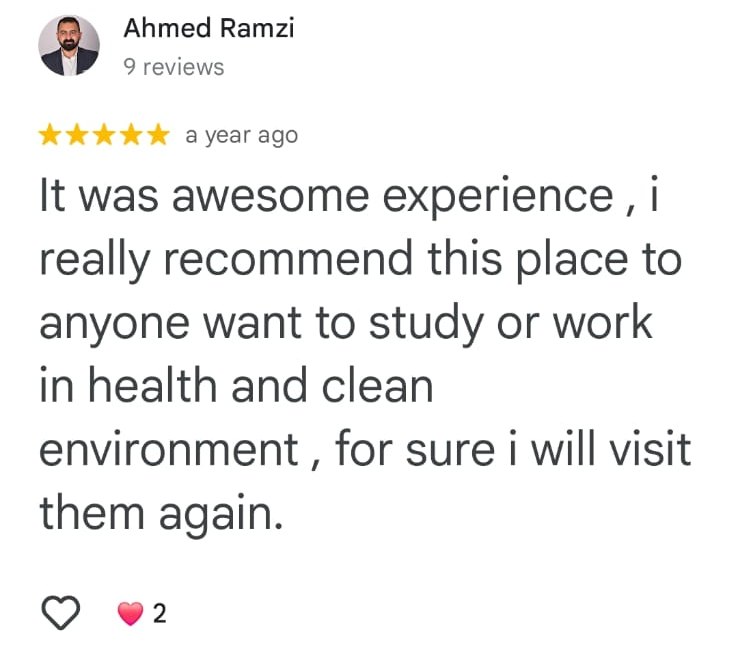 Ahmed Ramzi
9 reviews
a year ago
It was awesome experience , i
really recommend this place to
anyone want to study or work
in health and clean
environment , for sure i will visit
them again.
2